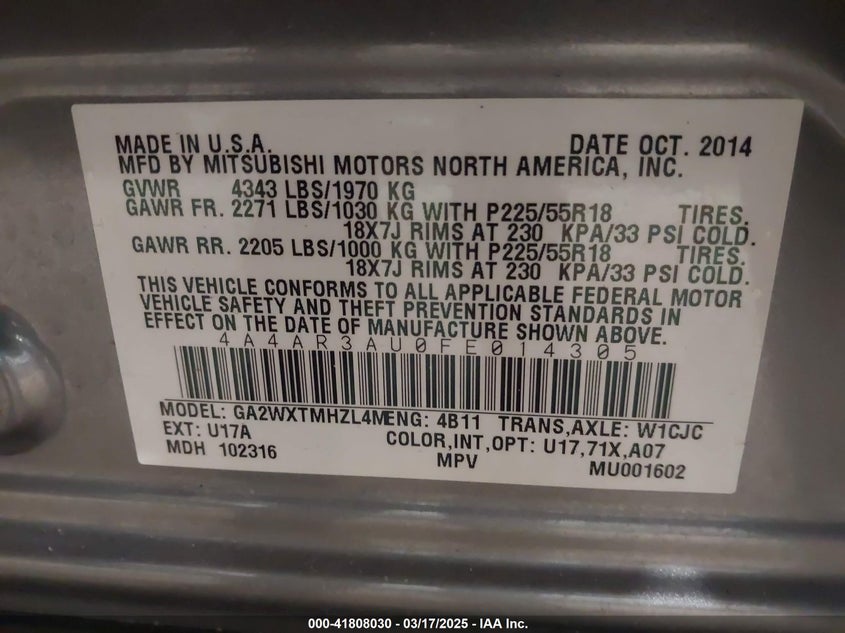 MADE IN U.S.A. DATE OCT. 2014
MFD BY MITSUBISHI MOTORS NORTH AMERICA, INC.
GVWR 4343 LBS/1970 KG
GAWR FR. 2271 LBS/1030 KG WITH P225/55R18 TIRES.
18X7J RIMS AT 230 KPA/33 PSI COLD.
GAWR RR. 2205 LBS/1000 KG WITH P225/55R18 TIRES.
18X7J RIMS AT 230 KPA/33 PSI COLD.
THIS VEHICLE CONFORMS TO ALL APPLICABLE FEDERAL MOTOR
VEHICLE SAFETY AND THEFT PREVENTION STANDARDS IN
EFFECT ON THE DATE OF MANUFACTURE SHOWN ABOVE.
4A4AR3AU0FE014305
MODEL: GA2WXTMHZL4MENG: 4B11 TRANS,AXLE: W1CJC
EXT: U17A COLOR,INT,OPT: U17,71X,A07
MDH 102316 MPV MU001602
000-41808030 - 03/17/2025 - IAA Inc.